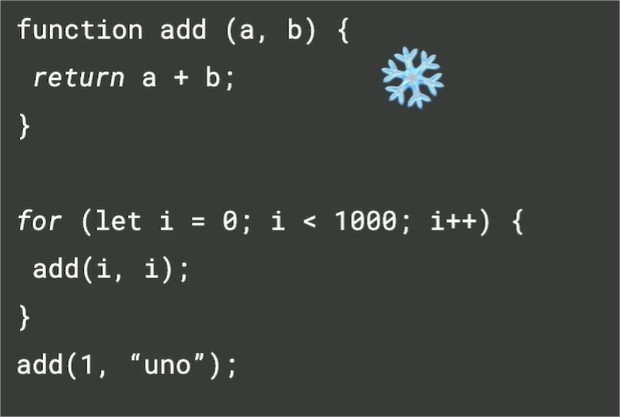 function add (a, b) {
return a + b;
}
for (let i = 0; i < 1000; i++) {
add(i, i);
}
add(1, “uno”);